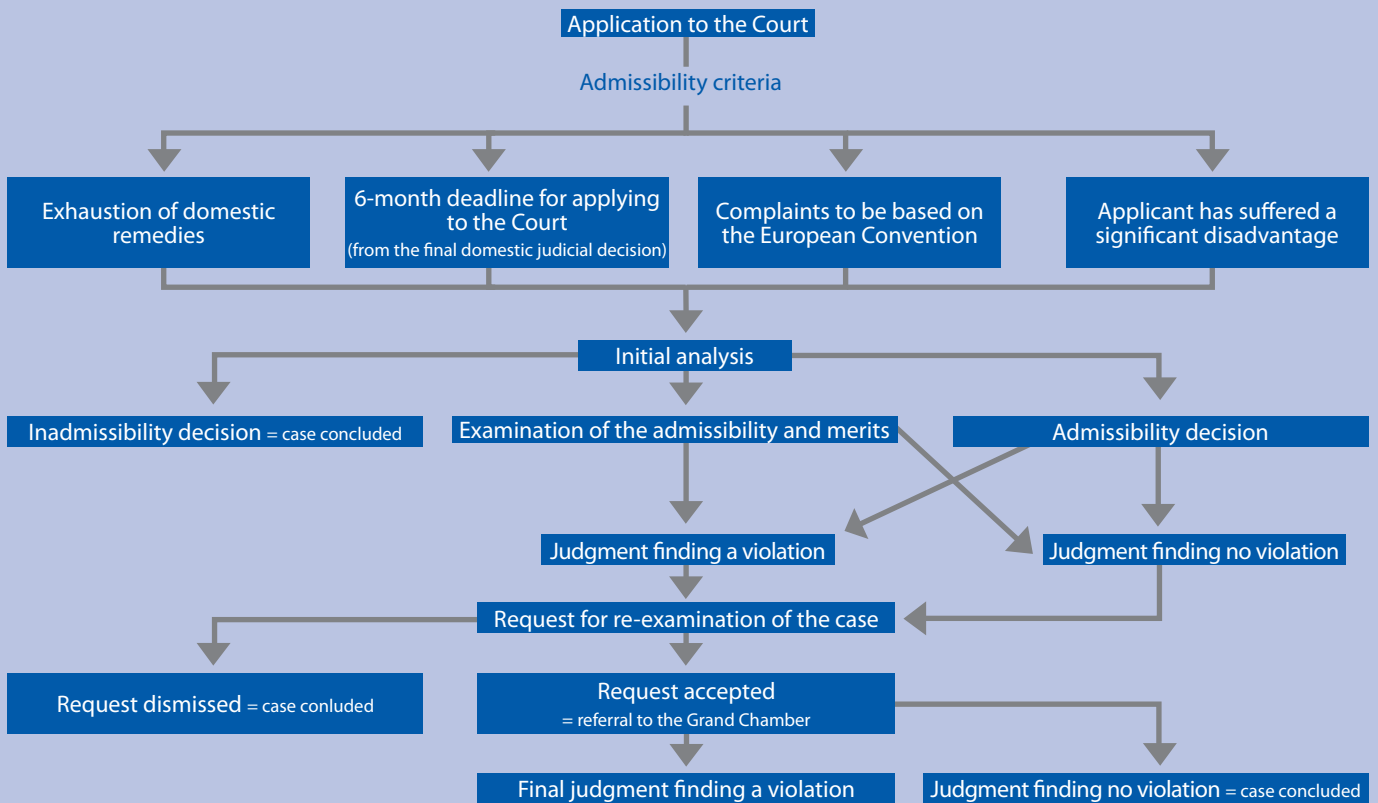 Application to the Court
Admissibility criteria
Exhaustion of domestic
remedies
6-month deadline for applying
to the Court
(from the final domestic judicial decision)
Complaints to be based on
the European Convention
Applicant has suffered a
significant disadvantage
Initial analysis
Inadmissibility decision = case concluded
Examination of the admissibility and merits
Admissibility decision
Judgment finding a violation
Judgment finding no violation
Request for re-examination of the case
Request dismissed = case conluded
Request accepted
= referral to the Grand Chamber
Final judgment finding a violation
Judgment finding no violation = case concluded